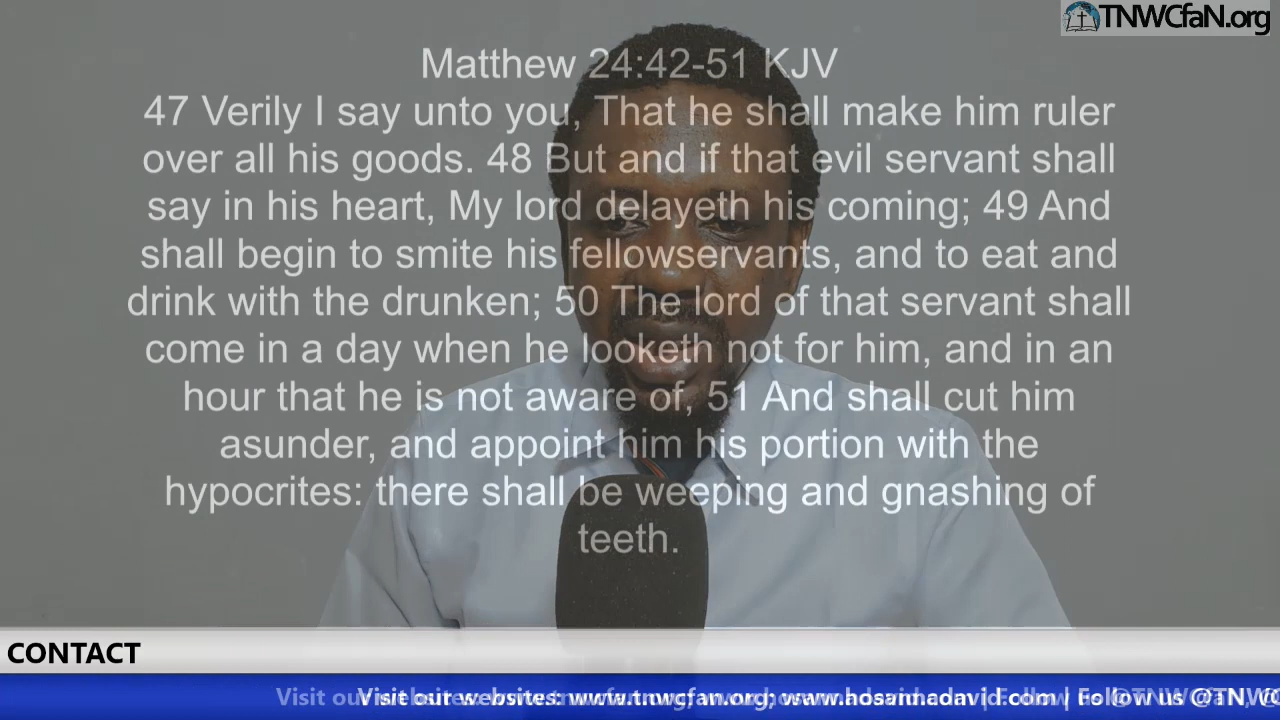 TNWCfaN.org
Matthew 24:42-51 KJV
47 Verily I say unto you, That he shall make him ruler
over all his goods. 48 But and if that evil servant shall
say in his heart, My lord delayeth his coming; 49 And
shall begin to smite his fellowservants, and to eat and
drink with the drunken; 50 The lord of that servant shall
come in a day when he looketh not for him, and in an
hour that he is not aware of, 51 And shall cut him
asunder, and appoint him his portion with the
hypocrites: there shall be weeping and gnashing of
teeth.
CONTACT
Visit our websites: www.tnwcfan.org; www.hosannadavid.com | Follow us